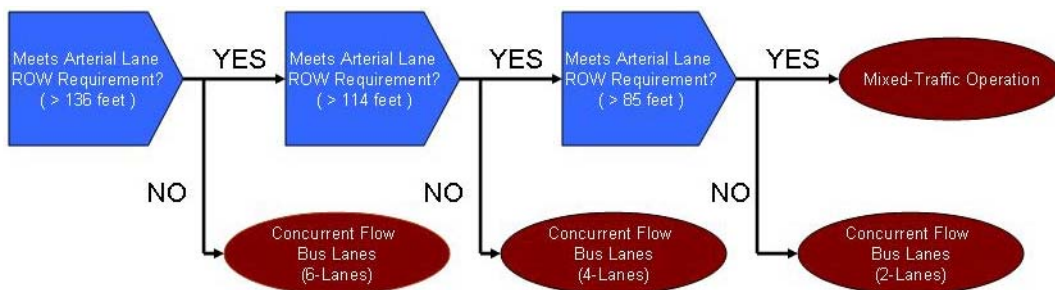 Meets Arterial Lane
ROW Requirement?
( > 136 feet )
YES
Meets Arterial Lane
ROW Requirement?
( > 114 feet )
YES
Meets Arterial Lane
ROW Requirement?
( > 85 feet )
YES
Mixed-Traffic Operation
NO
NO
NO
Concurrent Flow
Bus Lanes
(6-Lanes)
Concurrent Flow
Bus Lanes
(4-Lanes)
Concurrent Flow
Bus Lanes
(2-Lanes)